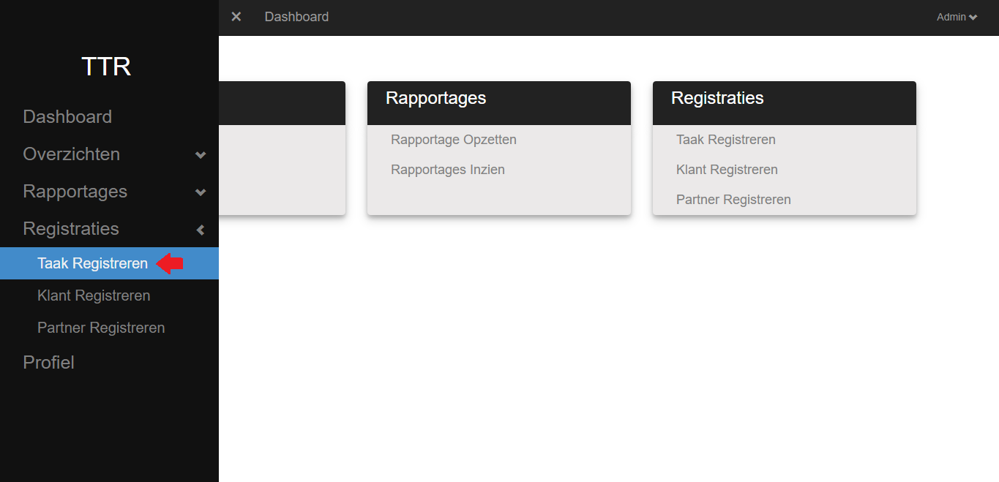 TTR
Dashboard
Overzichten
Rapportages
Registraties
Taak Registreren
Klant Registreren
Partner Registreren
Profiel
Dashboard
Admin
Rapportages
Rapportage Opzetten
Rapportages Inzien
Registraties
Taak Registreren
Klant Registreren
Partner Registreren